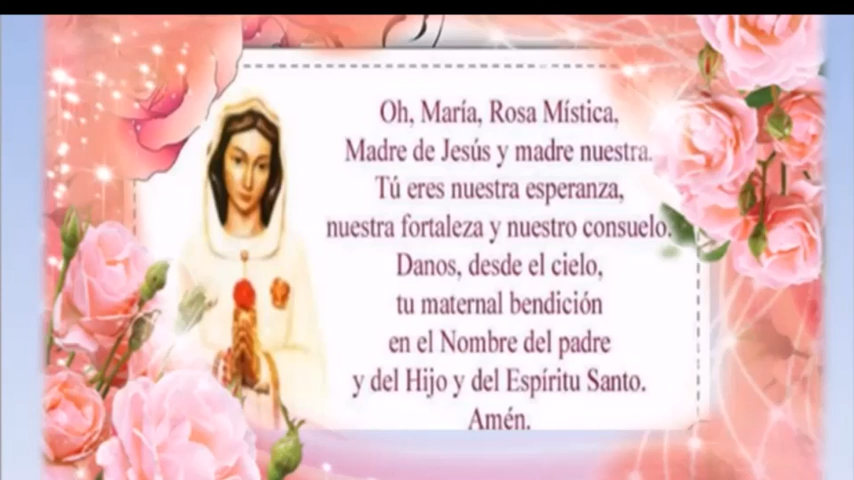 Oh, María, Rosa Mística,
Madre de Jesús y madre nuestra.
Tú eres nuestra esperanza,
nuestra fortaleza y nuestro consuelo.
Danos, desde el cielo,
tu maternal bendición
en el Nombre del padre
y del Hijo y del Espíritu Santo.
Amén.